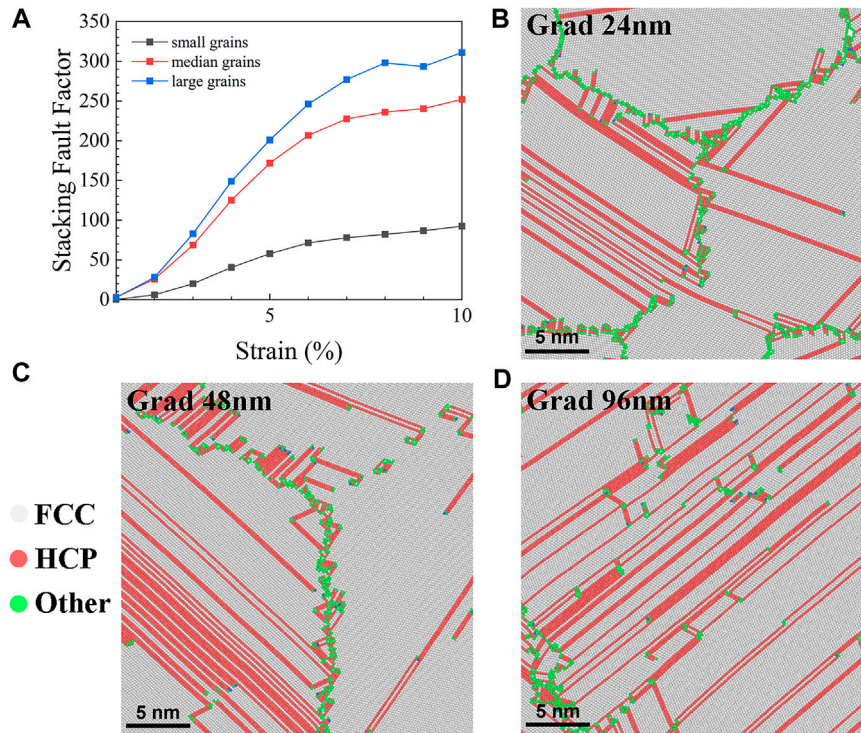 A
350
300
250
200
150
100
50
0
5
10
Stacking Fault Factor
Strain (%)
small grains
median grains
large grains
B
Grad 24nm
5 nm
C
Grad 48nm
5 nm
D
Grad 96nm
5 nm
FCC
HCP
Other